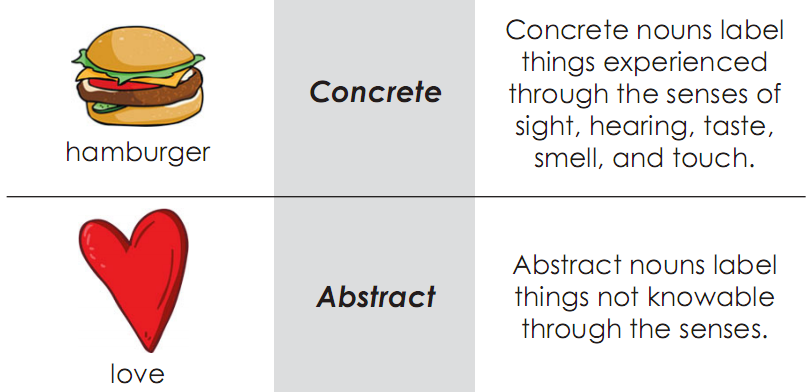 hamburger
Concrete
Concrete nouns label
things experienced
through the senses of
sight, hearing, taste,
smell, and touch.
love
Abstract
Abstract nouns label
things not knowable
through the senses.